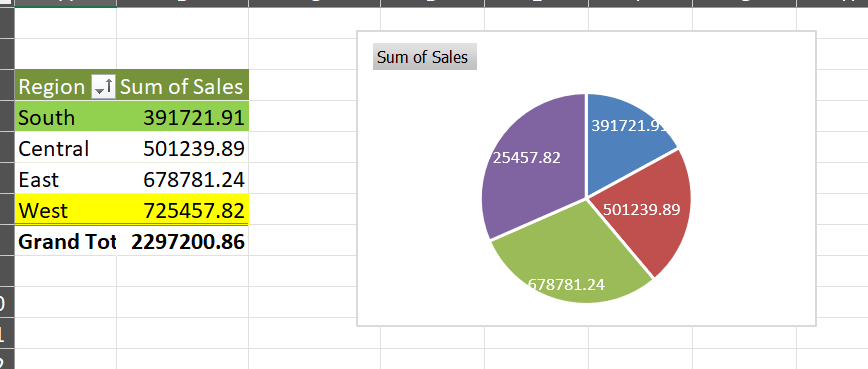 Region Sum of Sales
South 391721.91
Central 501239.89
East 678781.24
West 725457.82
Grand Tot 2297200.86
Sum of Sales
391721.91
25457.82
501239.89
678781.24